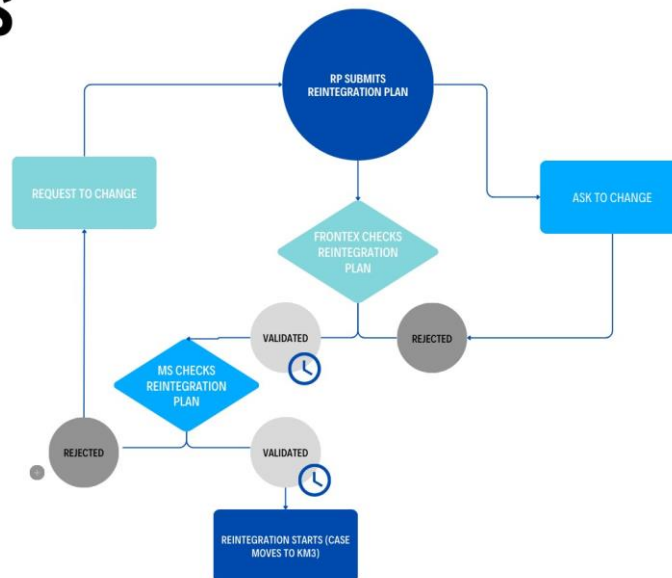 S
RP SUBMITS
REINTEGRATION PLAN
REQUEST TO CHANGE
ASK TO CHANGE
FRONTEX CHECKS
REINTEGRATION
PLAN
VALIDATED
REJECTED
MS CHECKS
REINTEGRATION
PLAN
REJECTED
VALIDATED
REINTEGRATION STARTS (CASE
MOVES TO KM3)